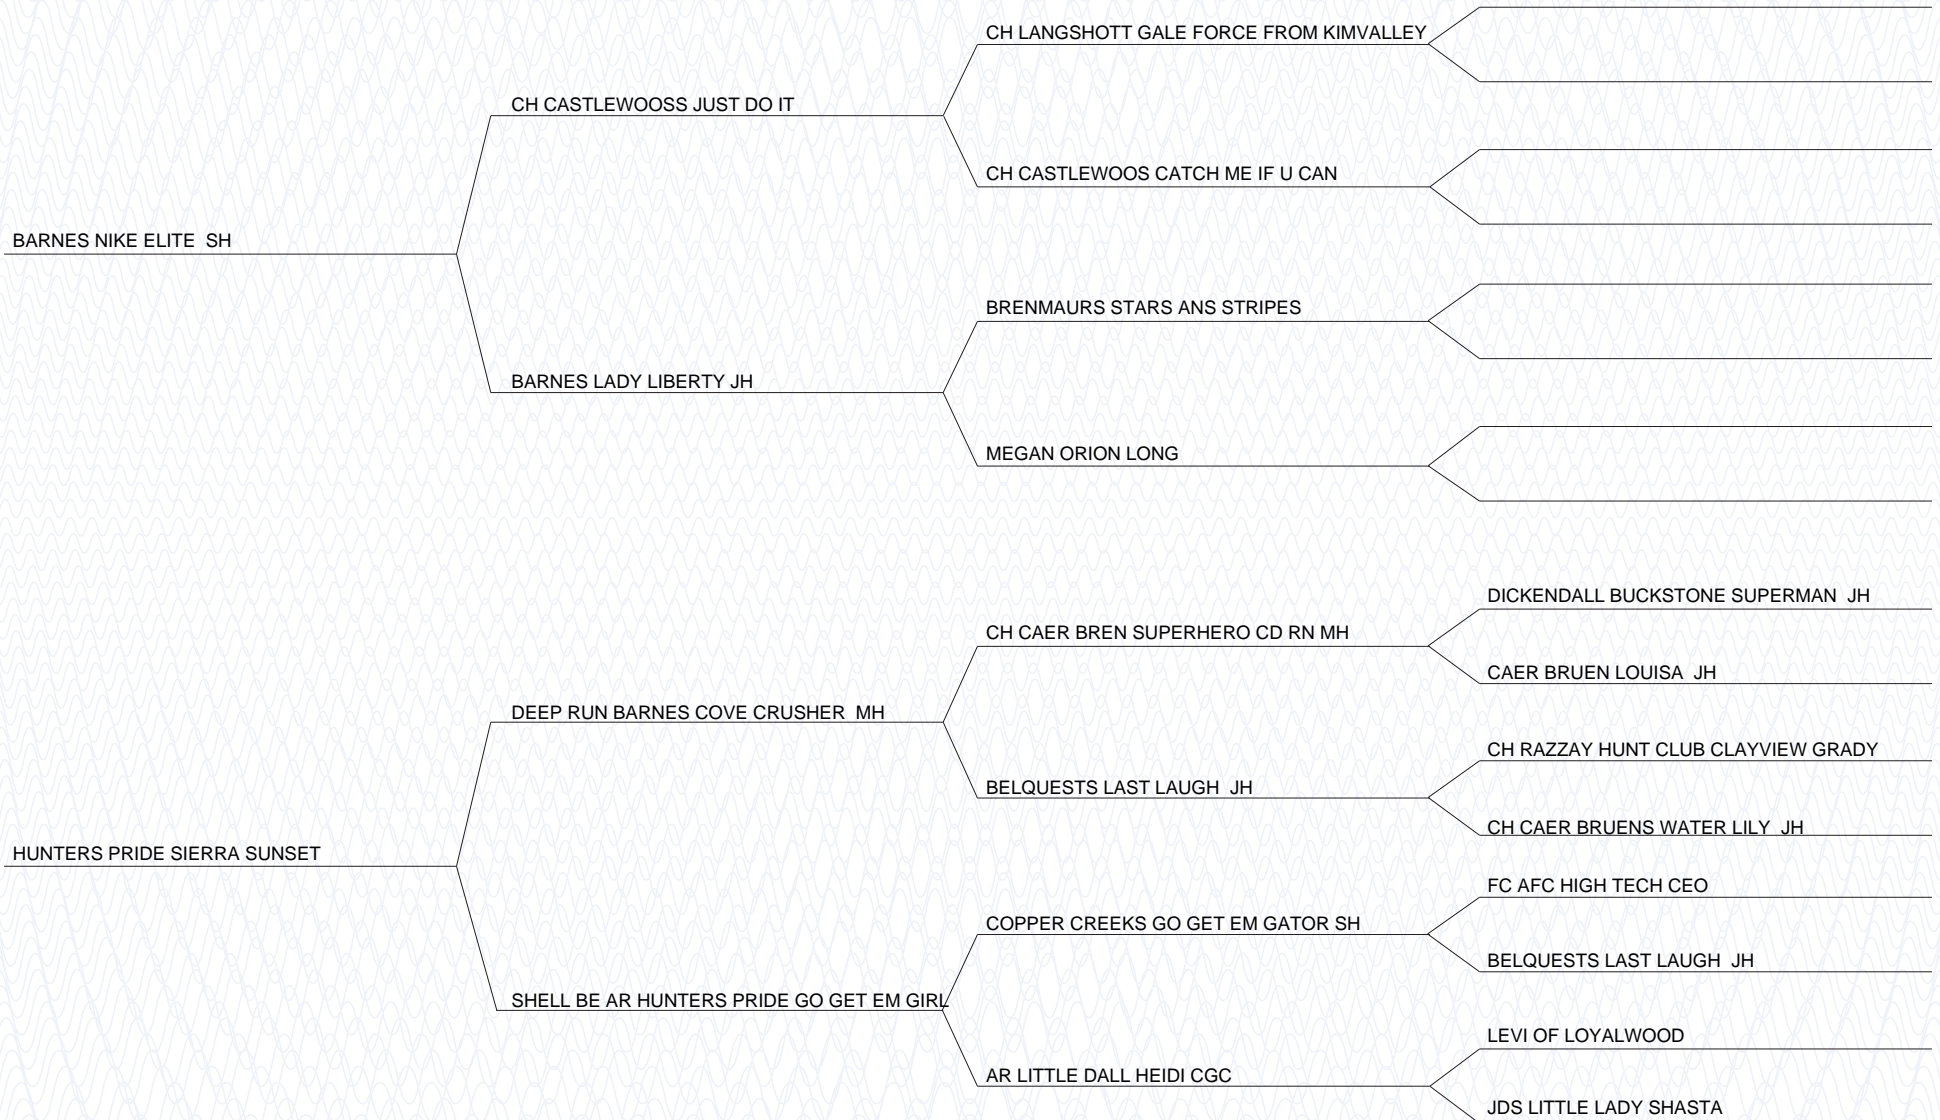 CH LANGSHOTT GALE FORCE FROM KIMVALLEY
CH CASTLEWOOSS JUST DO IT
CH CASTLEWOOS CATCH ME IF U CAN
BARNES NIKE ELITE  SH
BRENMAURS STARS ANS STRIPES
BARNES LADY LIBERTY JH
MEGAN ORION LONG
DICKENDALL BUCKSTONE SUPERMAN  JH
CH CAER BREN SUPERHERO CD RN MH
CAER BRUEN LOUISA  JH
DEEP RUN BARNES COVE CRUSHER  MH
CH RAZZAY HUNT CLUB CLAYVIEW GRADY
BELQUESTS LAST LAUGH  JH
CH CAER BRUENS WATER LILY  JH
HUNTERS PRIDE SIERRA SUNSET
FC AFC HIGH TECH CEO
COPPER CREEKS GO GET EM GATOR SH
BELQUESTS LAST LAUGH  JH
SHELL BE AR HUNTERS PRIDE GO GET EM GIRL
LEVI OF LOYALWOOD
AR LITTLE DALL HEIDI CGC
JDS LITTLE LADY SHASTA